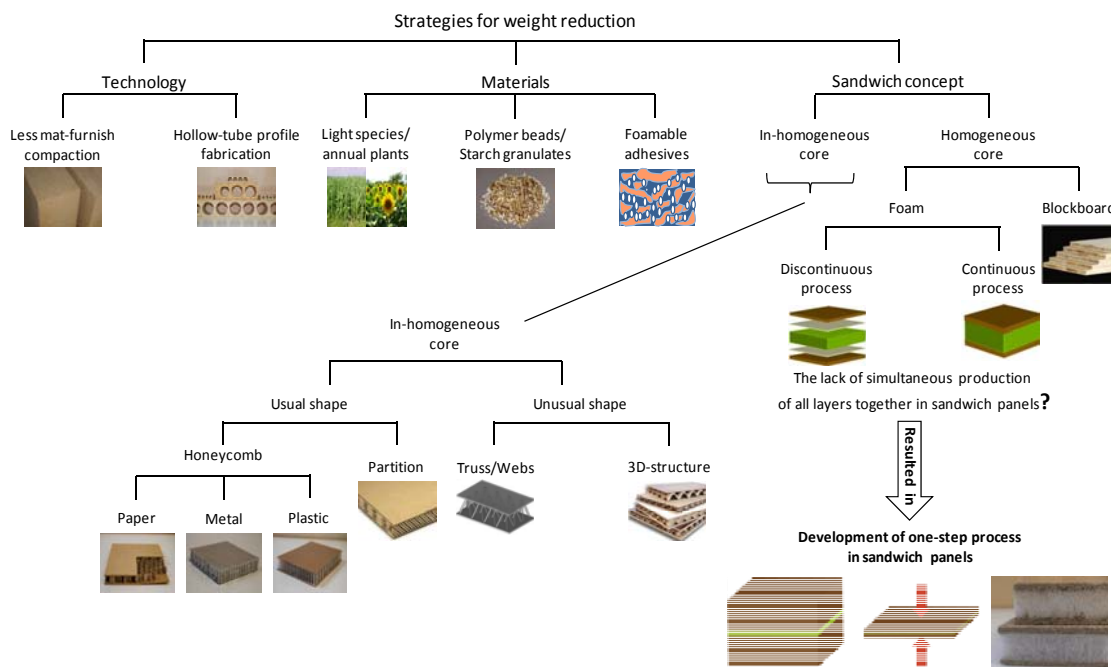 Strategies for weight reduction
Technology
Materials
Sandwich concept
Less mat-furnish
compaction
Hollow-tube profile
fabrication
Light species/
annual plants
Polymer beads/
Starch granulates
Foamable
adhesives
In-homogeneous
core
Homogeneous
core
Foam
Blockboard
Discontinuous
process
Continuous
process
In-homogeneous
core
The lack of simultaneous production
of all layers together in sandwich panels?
Usual shape
Unusual shape
Resulted in
Honeycomb
Partition
Truss/Webs
3D-structure
Paper
Metal
Plastic
Development of one-step process
in sandwich panels